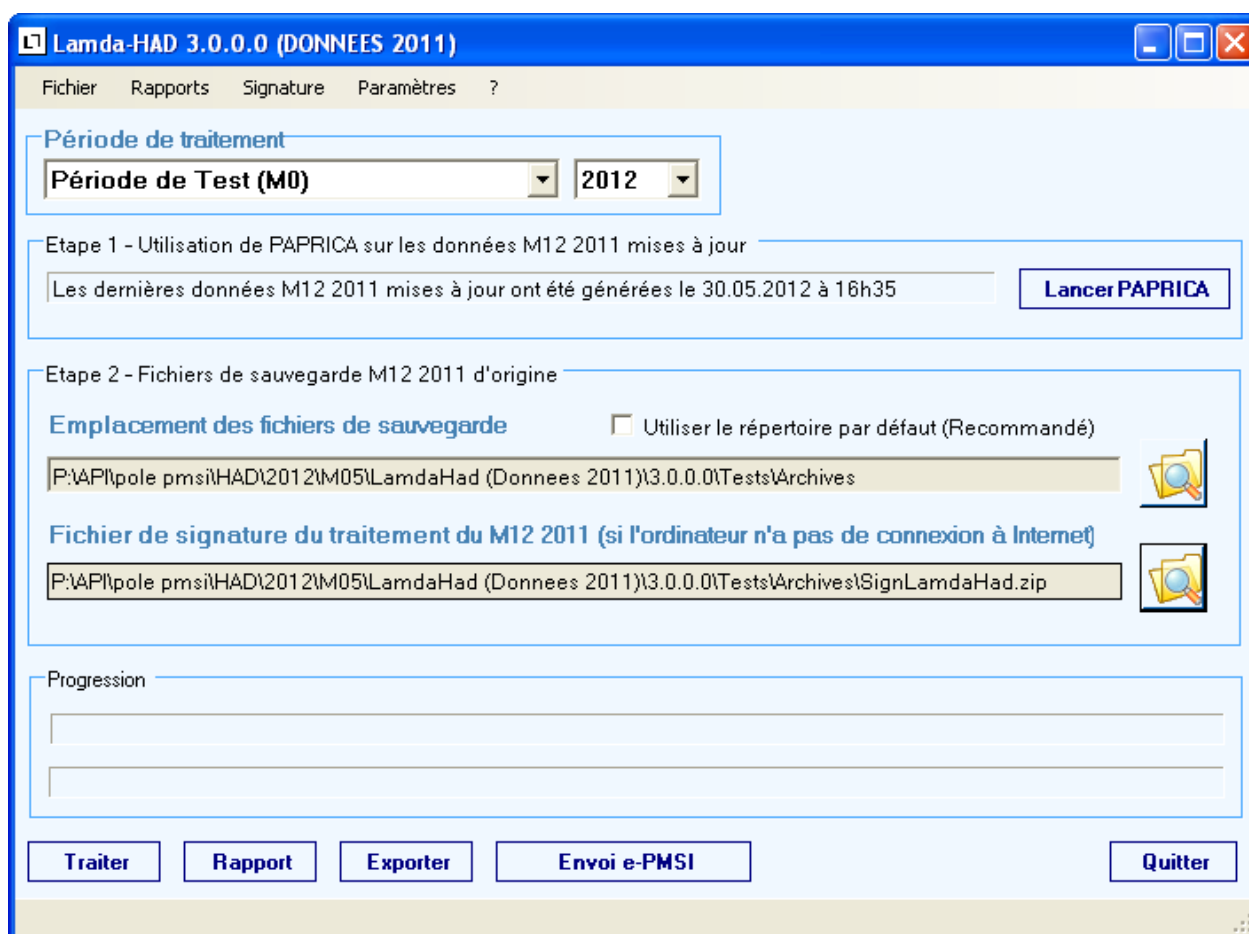 Lamda-HAD 3.0.0.0 (DONNEES 2011)
Fichier Rapports Signature Paramètres ?
Période de traitement
Période de Test (M0) 2012
Etape 1 - Utilisation de PAPRICA sur les données M12 2011 mises à jour
Les dernières données M12 2011 mises à jour ont été générées le 30.05.2012 à 16h35 Lancer PAPRICA
Etape 2 - Fichiers de sauvegarde M12 2011 d'origine
Emplacement des fichiers de sauvegarde Utiliser le répertoire par défaut (Recommandé)
P:\API\pole pmsi\HAD\2012\M05\LamdaHad (Donnees 2011)\3.0.0.0\Tests\Archives
Fichier de signature du traitement du M12 2011 (si l'ordinateur n'a pas de connexion à Internet)
P:\API\pole pmsi\HAD\2012\M05\LamdaHad (Donnees 2011)\3.0.0.0\Tests\Archives\SignLamdaHad.zip
Progression
Traiter Rapport Exporter Envoi e-PMSI Quitter